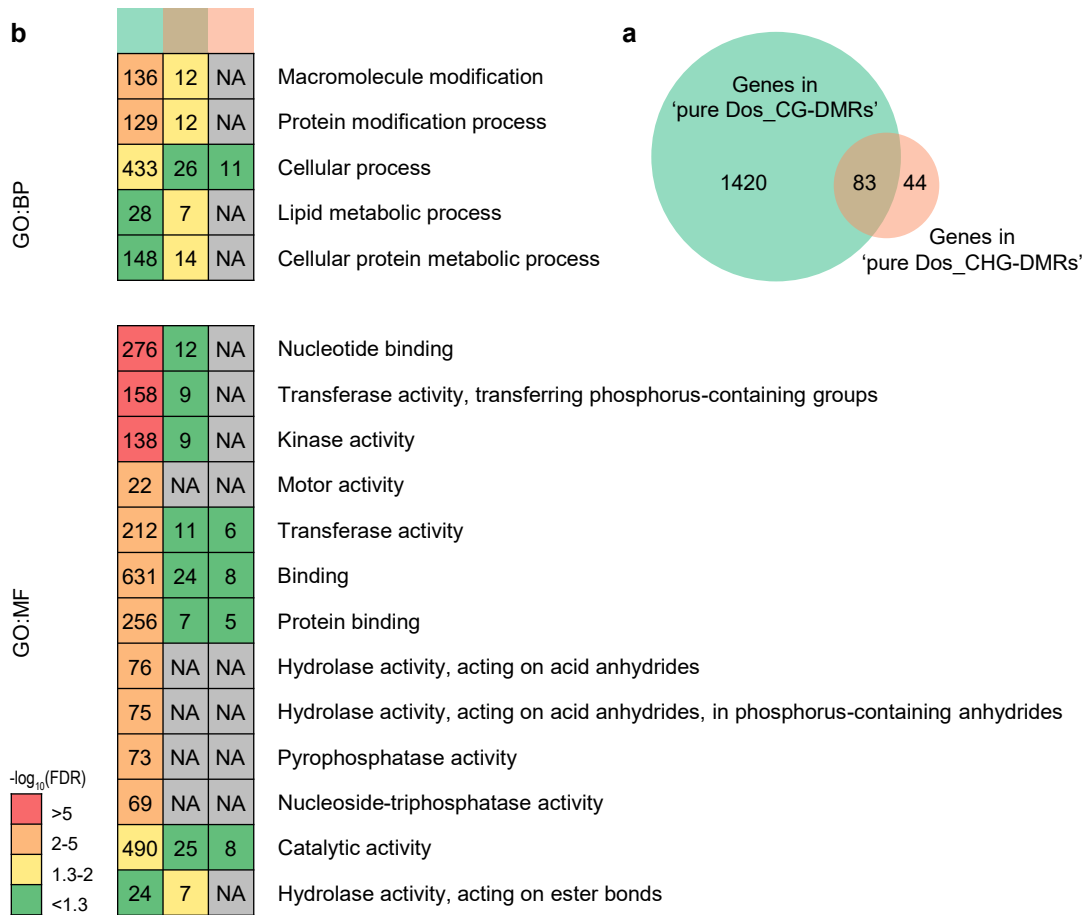 b
a
Genes in
‘pure Dos_CG-DMRs’
1420
83
44
Genes in
‘pure Dos_CHG-DMRs’
GO:BP
136 12 NA Macromolecule modification
129 12 NA Protein modification process
433 26 11 Cellular process
28 7 NA Lipid metabolic process
148 14 NA Cellular protein metabolic process
GO:MF
276 12 NA Nucleotide binding
158 9 NA Transferase activity, transferring phosphorus-containing groups
138 9 NA Kinase activity
22 NA NA Motor activity
212 11 6 Transferase activity
631 24 8 Binding
256 7 5 Protein binding
76 NA NA Hydrolase activity, acting on acid anhydrides
75 NA NA Hydrolase activity, acting on acid anhydrides, in phosphorus-containing anhydrides
73 NA NA Pyrophosphatase activity
69 NA NA Nucleoside-triphosphatase activity
490 25 8 Catalytic activity
24 7 NA Hydrolase activity, acting on ester bonds
-log10(FDR)
>5
2-5
1.3-2
<1.3